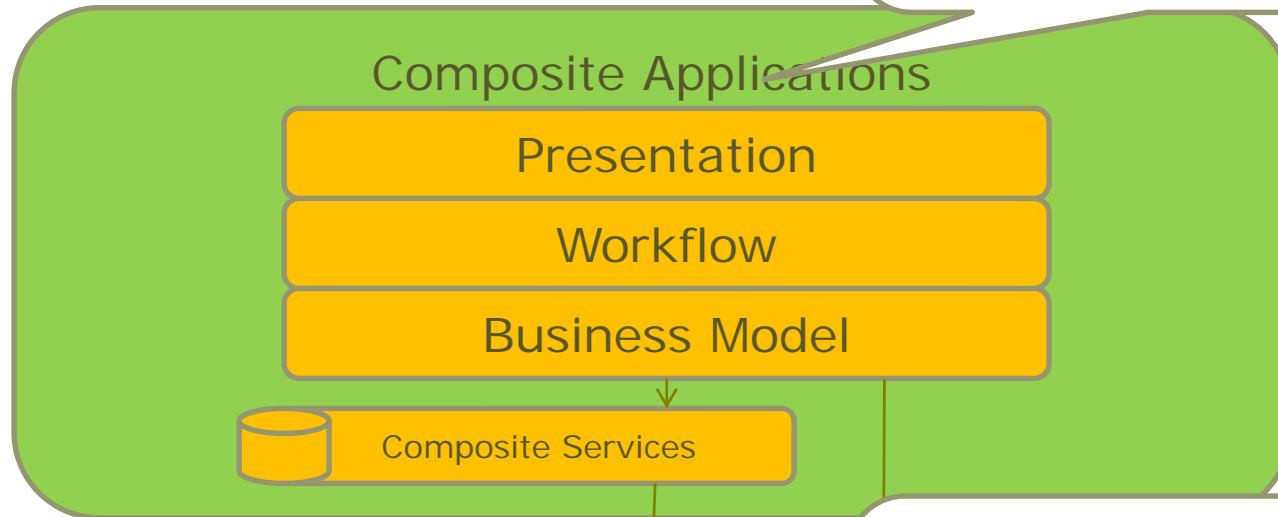 Composite Applications
Presentation
Workflow
Business Model
Composite Services